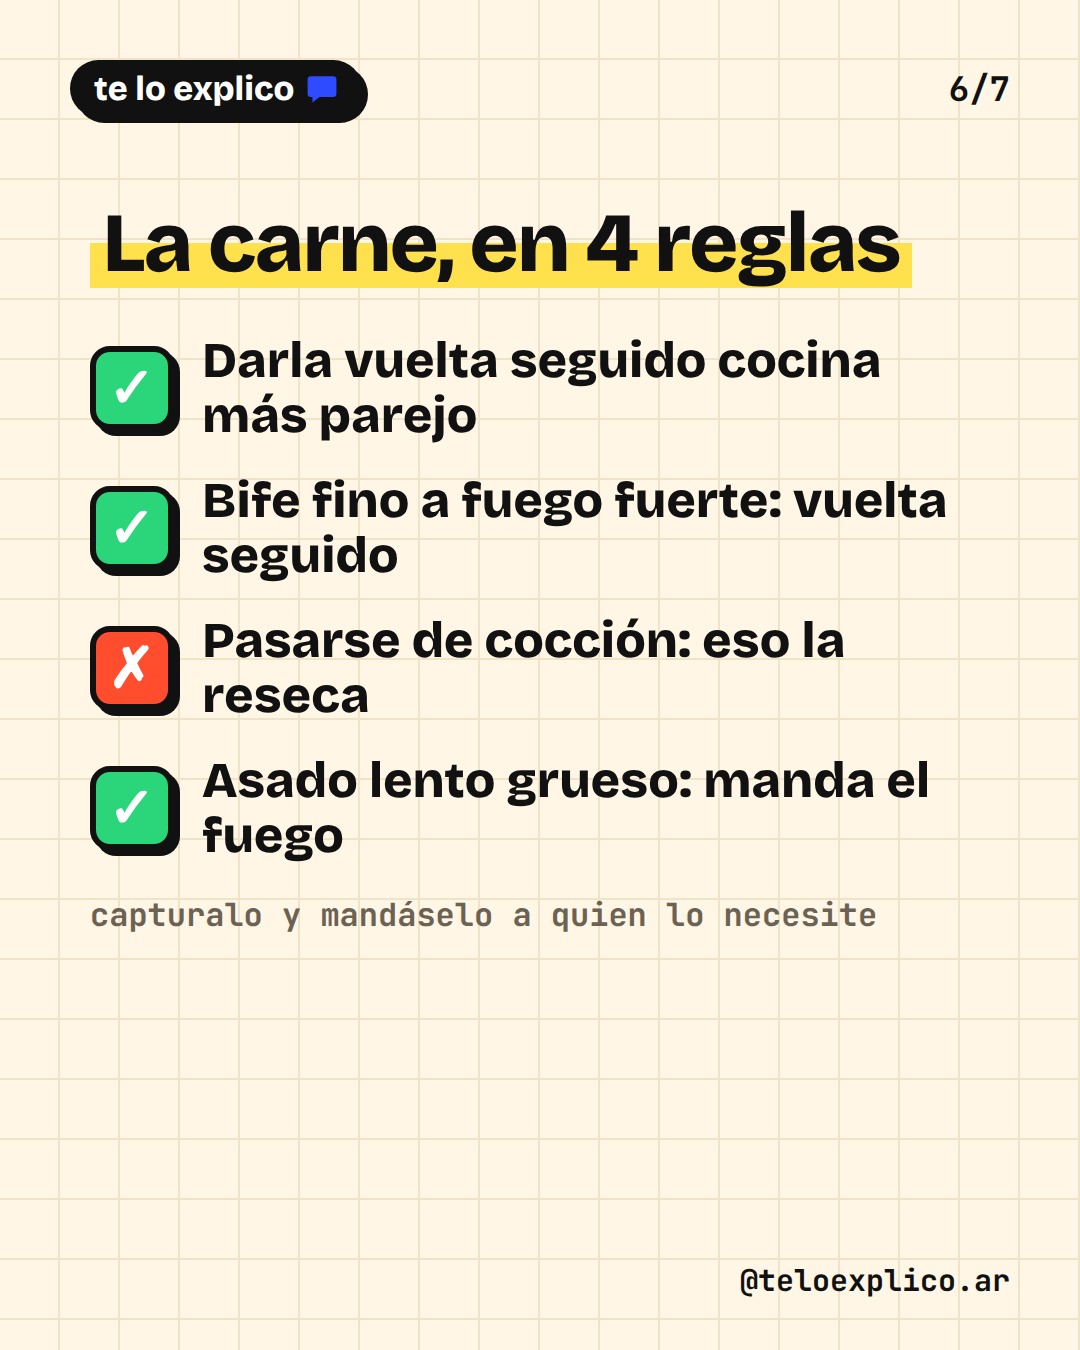 te lo explico
6/7
La carne, en 4 reglas
✓ Darla vuelta seguido cocina
más parejo
✓ Bife fino a fuego fuerte: vuelta
seguido
✗ Pasarse de cocción: eso la
reseca
✓ Asado lento grueso: manda el
fuego
capturalo y mandáselo a quien lo necesite
@teloexplico.ar